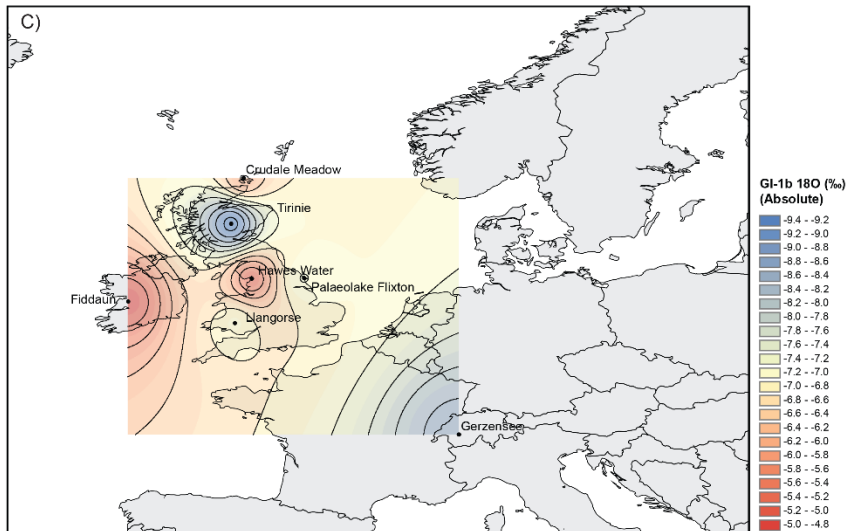 C)
Crudale Meadow
Tirinie
Hawes Water
Palaeolake Flixton
Fiddaun
Llangorse
Gerzensee
GI-1b 18O (‰)
(Absolute)
-9.4 - -9.2
-9.2 - -9.0
-9.0 - -8.8
-8.8 - -8.6
-8.6 - -8.4
-8.4 - -8.2
-8.2 - -8.0
-8.0 - -7.8
-7.8 - -7.6
-7.6 - -7.4
-7.4 - -7.2
-7.2 - -7.0
-7.0 - -6.8
-6.8 - -6.6
-6.6 - -6.4
-6.4 - -6.2
-6.2 - -6.0
-6.0 - -5.8
-5.8 - -5.6
-5.6 - -5.4
-5.4 - -5.2
-5.2 - -5.0
-5.0 - -4.8